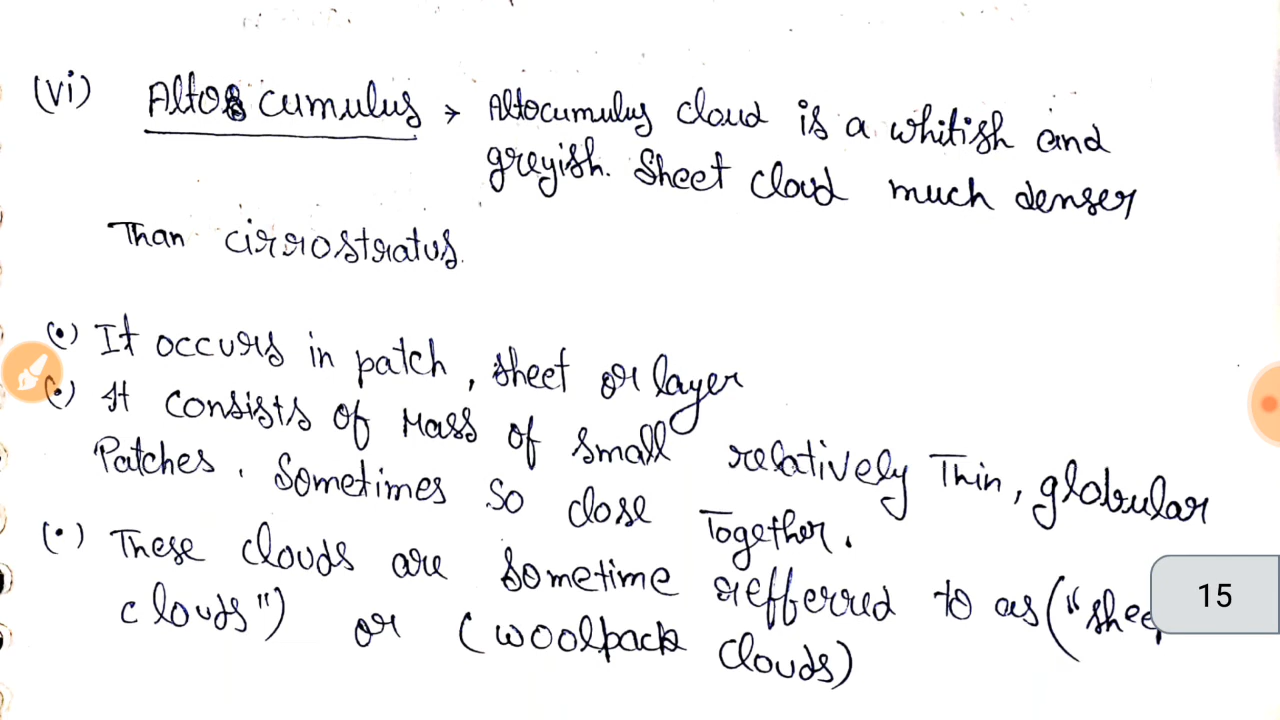 (vi) Altos cumulus → Altocumulus cloud is a whitish and
greyish. Sheet cloud much denser
Than cirrostratus.
(•) It occurs in patch, sheet or layer
(•) It consists of Mass of small relatively Thin, globular
Patches. Sometimes so close Together.
(•) These clouds are sometime refferred to as ("shee
clouds") or (woolpack clouds)
15